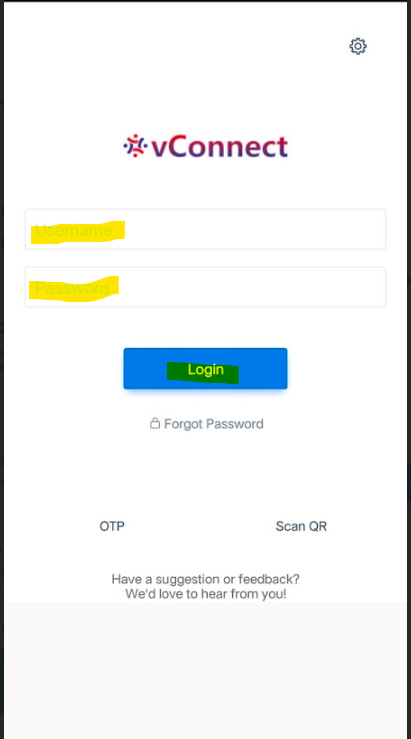 vConnect
Username
Password
Login
Forgot Password
OTP Scan QR
Have a suggestion or feedback?
We'd love to hear from you!